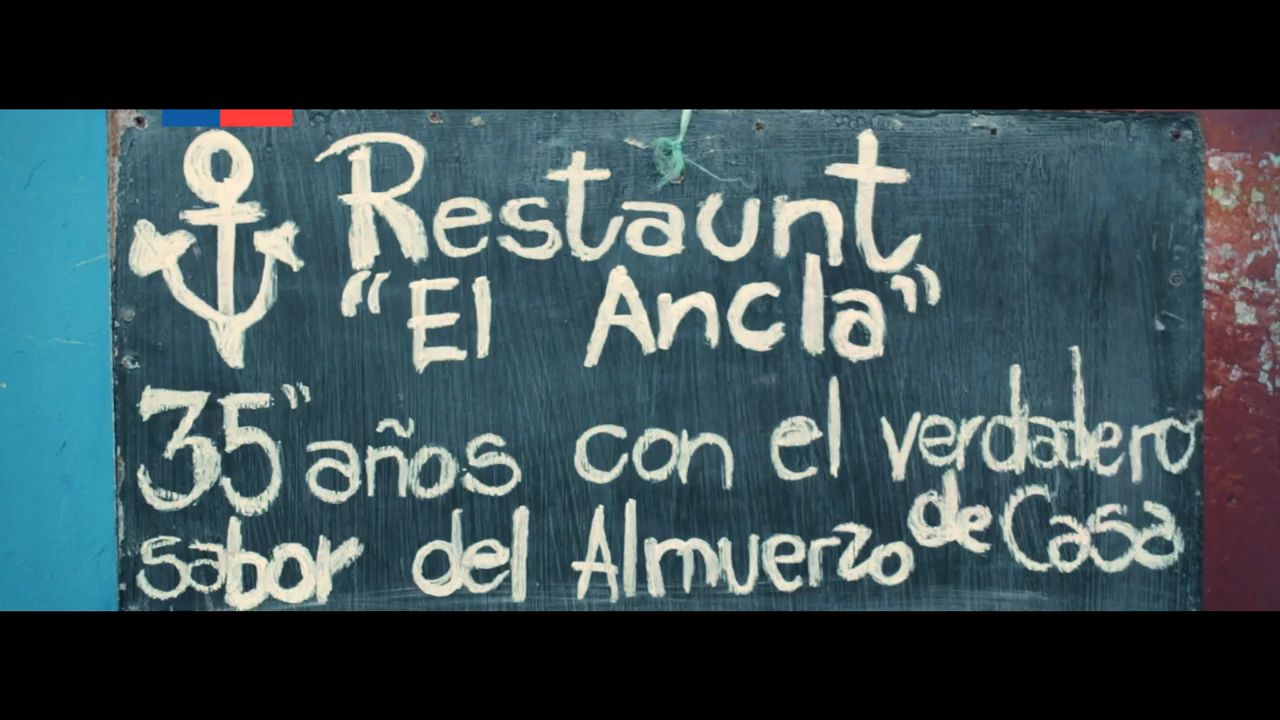 Restaunt
"El Ancla"
35" años con el verdadero
sabor del Almuerzo de Casa